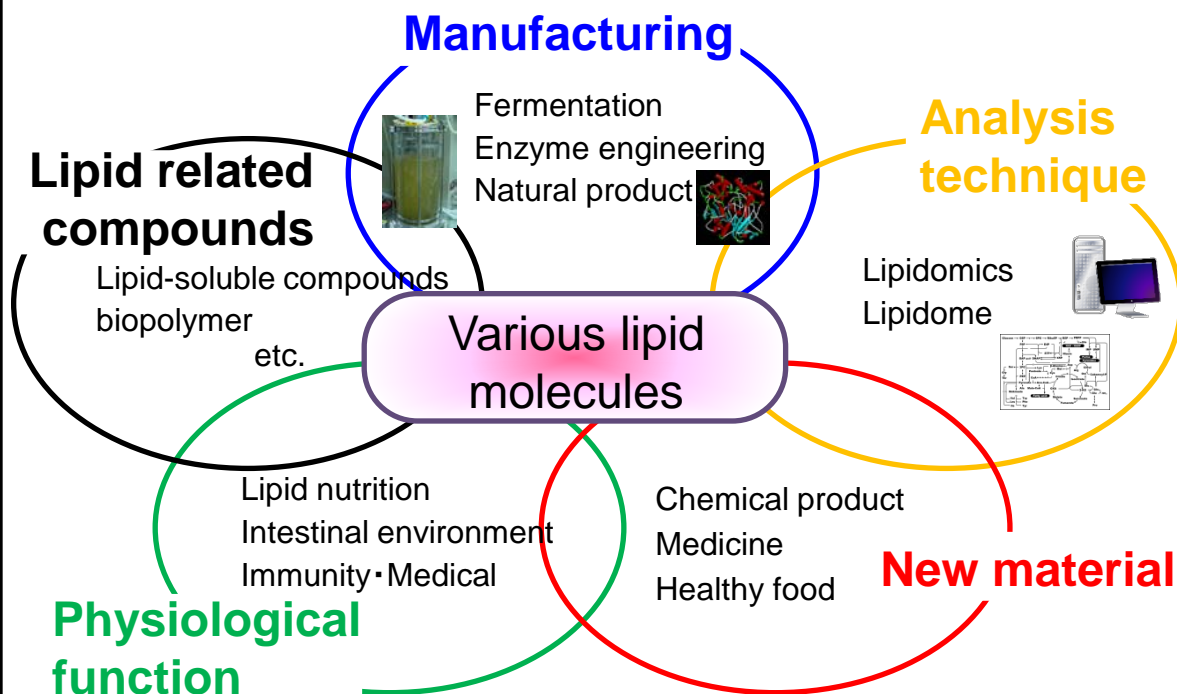 Manufacturing
Fermentation
Enzyme engineering
Natural product
Analysis
technique
Lipidomics
Lipidome
Lipid related
compounds
Lipid-soluble compounds
biopolymer
etc.
Various lipid
molecules
Lipid nutrition
Intestinal environment
Immunity・Medical
Physiological
function
Chemical product
Medicine
Healthy food
New material